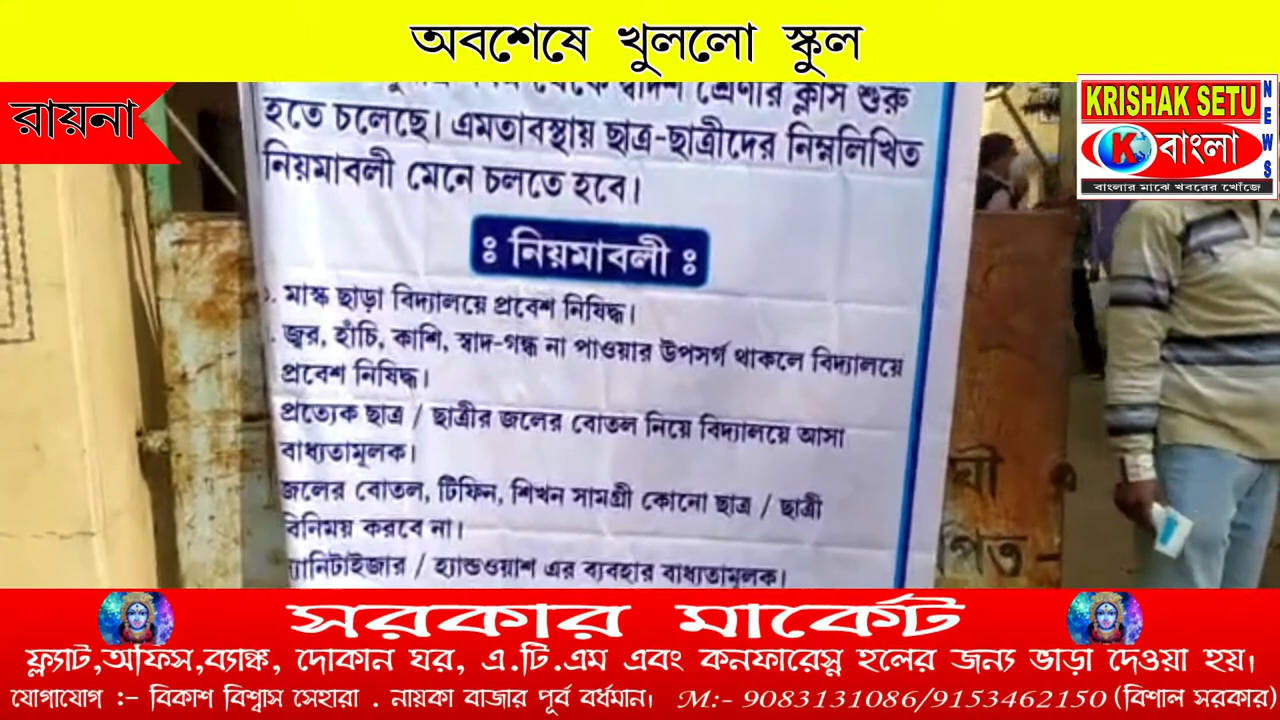 অবশেষে খুললো স্কুল
রায়না
KRISHAK SETU
NEWS
বাংলা
বাংলার মাঝে খবরের খোঁজে
থেকে দ্বাদশ শ্রেণীর ক্লাস শুরু
হতে চলেছে। এমতাবস্থায় ছাত্র-ছাত্রীদের নিম্নলিখিত
নিয়মাবলী মেনে চলতে হবে।
ঃ নিয়মাবলী ঃ
মাস্ক ছাড়া বিদ্যালয়ে প্রবেশ নিষিদ্ধ।
জ্বর, হাঁচি, কাশি, স্বাদ-গন্ধ না পাওয়ার উপসর্গ থাকলে বিদ্যালয়ে
প্রবেশ নিষিদ্ধ।
প্রত্যেক ছাত্র / ছাত্রীর জলের বোতল নিয়ে বিদ্যালয়ে আসা
বাধ্যতামূলক।
জলের বোতল, টিফিন, শিখন সামগ্রী কোনো ছাত্র / ছাত্রী
বিনিময় করবে না।
স্যানিটাইজার / হ্যান্ডওয়াশ এর ব্যবহার বাধ্যতামূলক।
সরকার মার্কেট
ফ্ল্যাট,অফিস,ব্যাঙ্ক, দোকান ঘর, এ.টি.এম এবং কনফারেন্স হলের জন্য ভাড়া দেওয়া হয়।
যোগাযোগ :- বিকাশ বিশ্বাস সেহারা . নায়কা বাজার পূর্ব বর্ধমান। M:- 9083131086/9153462150 (বিশাল সরকার)